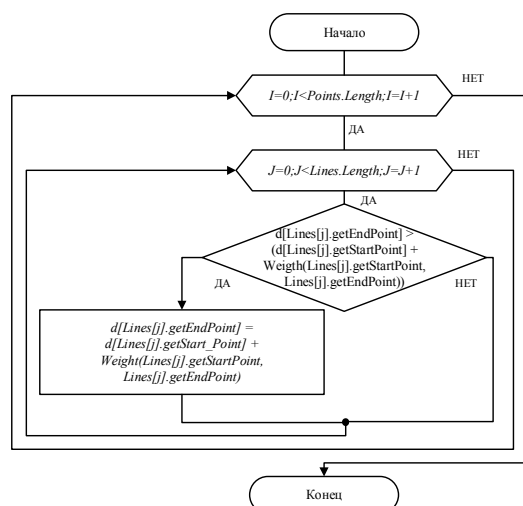 Начало
НЕТ
I=0;I<Points.Length;I=I+1
ДА
НЕТ
J=0;J<Lines.Length;J=J+1
ДА
d[Lines[j].getEndPoint] >
(d[Lines[j].getStartPoint] +
Weigth(Lines[j].getStartPoint,
Lines[j].getEndPoint))
ДА
НЕТ
d[Lines[j].getEndPoint] =
d[Lines[j].getStart_Point] +
Weight(Lines[j].getStartPoint,
Lines[j].getEndPoint)
Конец